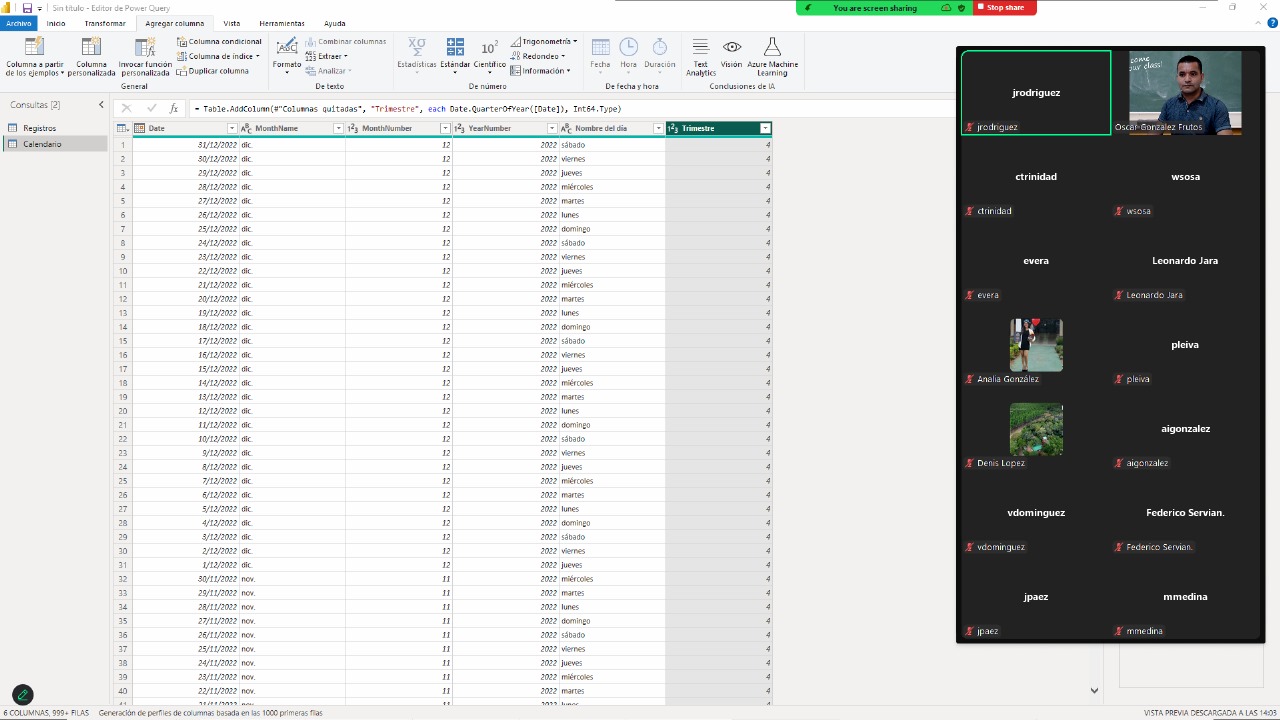 Sin título - Editor de Power Query
You are screen sharing
Stop share
Archivo Inicio Transformar Agregar columna Vista Herramientas Ayuda
Columna a partir de los ejemplos
Columna personalizada
Invocar función personalizada
Columna condicional
Columna de índice
Duplicar columna
General
Formato
Combinar columnas
Extraer
Analizar
De texto
Estándar
Trigonometría
Redondeo
Información
De número
Fecha
Hora
Duración
De fecha y hora
Text Analytics
Visión
Azure Machine Learning
Conclusiones de IA
Consultas [2]
Registros
Calendario
= Table.AddColumn(#"Columnas quitadas", "Trimestre", each Date.QuarterOfYear([Date]), Int64.Type)
Date MonthName MonthNumber YearNumber Nombre del día Trimestre
1 31/12/2022 dic. 12 2022 sábado 4
2 30/12/2022 dic. 12 2022 viernes 4
3 29/12/2022 dic. 12 2022 jueves 4
4 28/12/2022 dic. 12 2022 miércoles 4
5 27/12/2022 dic. 12 2022 martes 4
6 26/12/2022 dic. 12 2022 lunes 4
7 25/12/2022 dic. 12 2022 domingo 4
8 24/12/2022 dic. 12 2022 sábado 4
9 23/12/2022 dic. 12 2022 viernes 4
10 22/12/2022 dic. 12 2022 jueves 4
11 21/12/2022 dic. 12 2022 miércoles 4
12 20/12/2022 dic. 12 2022 martes 4
13 19/12/2022 dic. 12 2022 lunes 4
14 18/12/2022 dic. 12 2022 domingo 4
15 17/12/2022 dic. 12 2022 sábado 4
16 16/12/2022 dic. 12 2022 viernes 4
17 15/12/2022 dic. 12 2022 jueves 4
18 14/12/2022 dic. 12 2022 miércoles 4
19 13/12/2022 dic. 12 2022 martes 4
20 12/12/2022 dic. 12 2022 lunes 4
21 11/12/2022 dic. 12 2022 domingo 4
22 10/12/2022 dic. 12 2022 sábado 4
23 9/12/2022 dic. 12 2022 viernes 4
24 8/12/2022 dic. 12 2022 jueves 4
25 7/12/2022 dic. 12 2022 miércoles 4
26 6/12/2022 dic. 12 2022 martes 4
27 5/12/2022 dic. 12 2022 lunes 4
28 4/12/2022 dic. 12 2022 domingo 4
29 3/12/2022 dic. 12 2022 sábado 4
30 2/12/2022 dic. 12 2022 viernes 4
31 1/12/2022 dic. 12 2022 jueves 4
32 30/11/2022 nov. 11 2022 miércoles 4
33 29/11/2022 nov. 11 2022 martes 4
34 28/11/2022 nov. 11 2022 lunes 4
35 27/11/2022 nov. 11 2022 domingo 4
36 26/11/2022 nov. 11 2022 sábado 4
37 25/11/2022 nov. 11 2022 viernes 4
38 24/11/2022 nov. 11 2022 jueves 4
39 23/11/2022 nov. 11 2022 miércoles 4
40 22/11/2022 nov. 11 2022 martes 4
jrodriguez
jrodriguez
come
our class!
Oscar Gonzalez Frutos
ctrinidad
ctrinidad
wsosa
wsosa
evera
evera
Leonardo Jara
Leonardo Jara
Analia González
pleiva
pleiva
Denis Lopez
aigonzalez
aigonzalez
vdominguez
vdominguez
Federico Servian.
Federico Servian.
jpaez
jpaez
mmedina
mmedina
6 COLUMNAS, 999+ FILAS Generación de perfiles de columnas basada en las 1000 primeras filas
VISTA PREVIA DESCARGADA A LAS 14:03